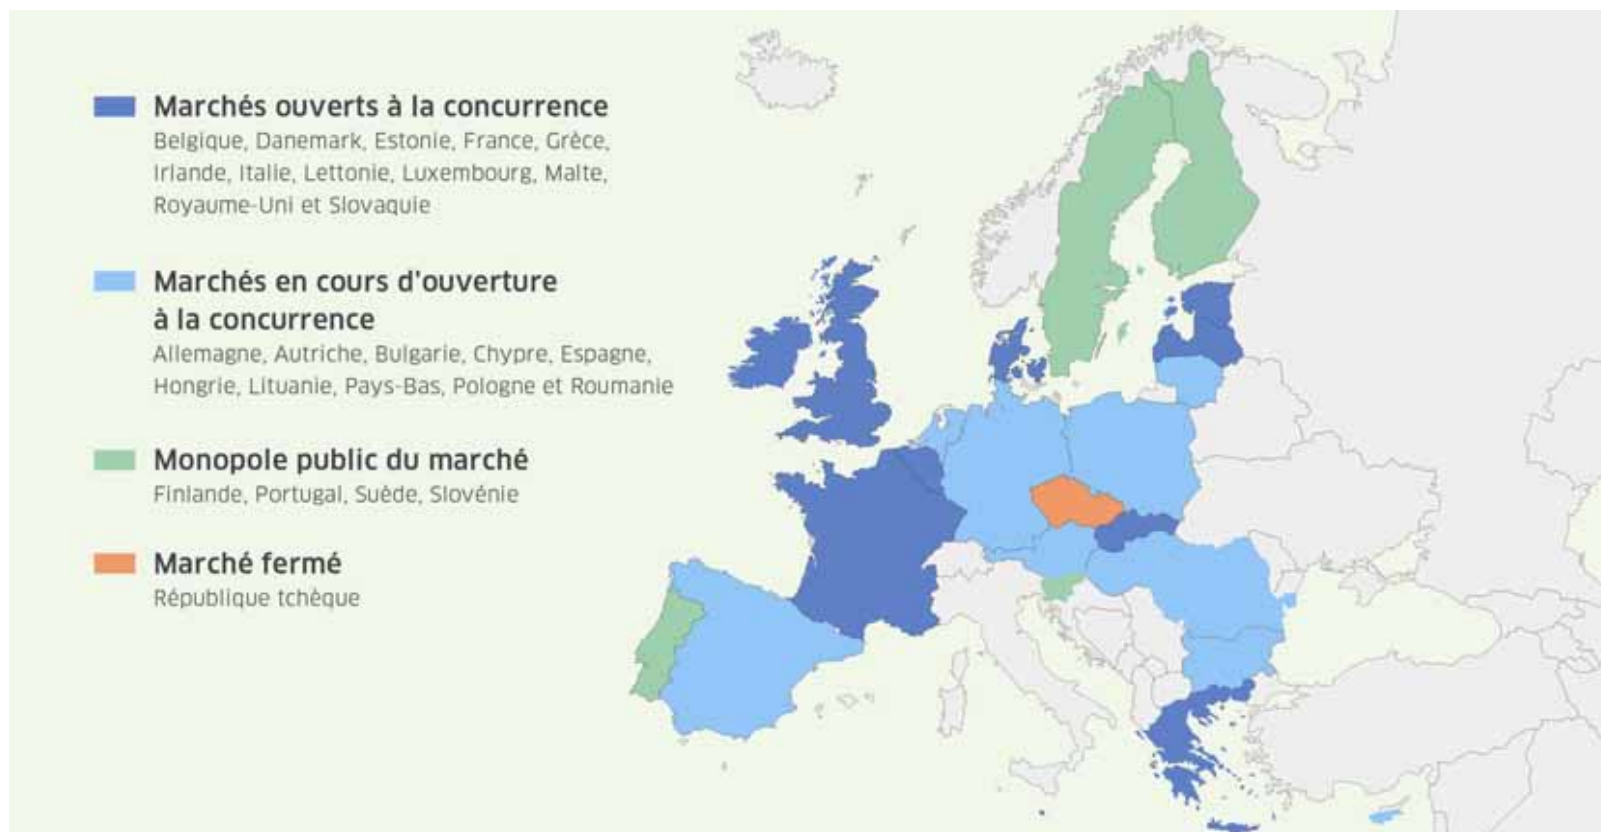 Marchés ouverts à la concurrence
Belgique, Danemark, Estonie, France, Grèce,
Irlande, Italie, Lettonie, Luxembourg, Malte,
Royaume-Uni et Slovaquie
Marchés en cours d'ouverture
à la concurrence
Allemagne, Autriche, Bulgarie, Chypre, Espagne,
Hongrie, Lituanie, Pays-Bas, Pologne et Roumanie
Monopole public du marché
Finlande, Portugal, Suède, Slovénie
Marché fermé
République tchèque